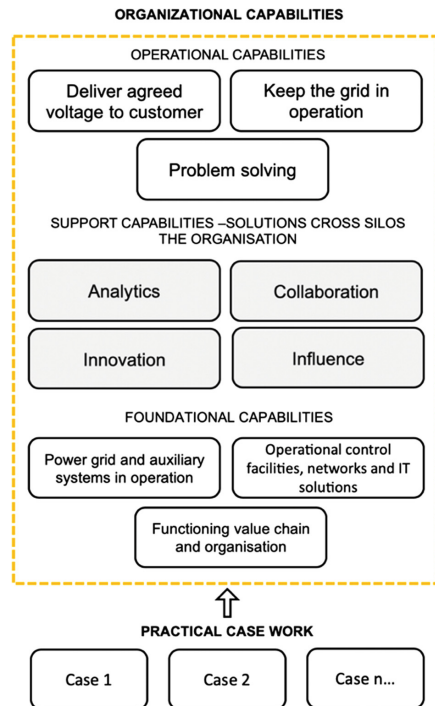 ORGANIZATIONAL CAPABILITIES
OPERATIONAL CAPABILITIES
Deliver agreed
voltage to customer
Keep the grid in
operation
Problem solving
SUPPORT CAPABILITIES –SOLUTIONS CROSS SILOS
THE ORGANISATION
Analytics
Collaboration
Innovation
Influence
FOUNDATIONAL CAPABILITIES
Power grid and auxiliary
systems in operation
Operational control
facilities, networks and IT
solutions
Functioning value chain
and organisation
PRACTICAL CASE WORK
Case 1
Case 2
Case n...